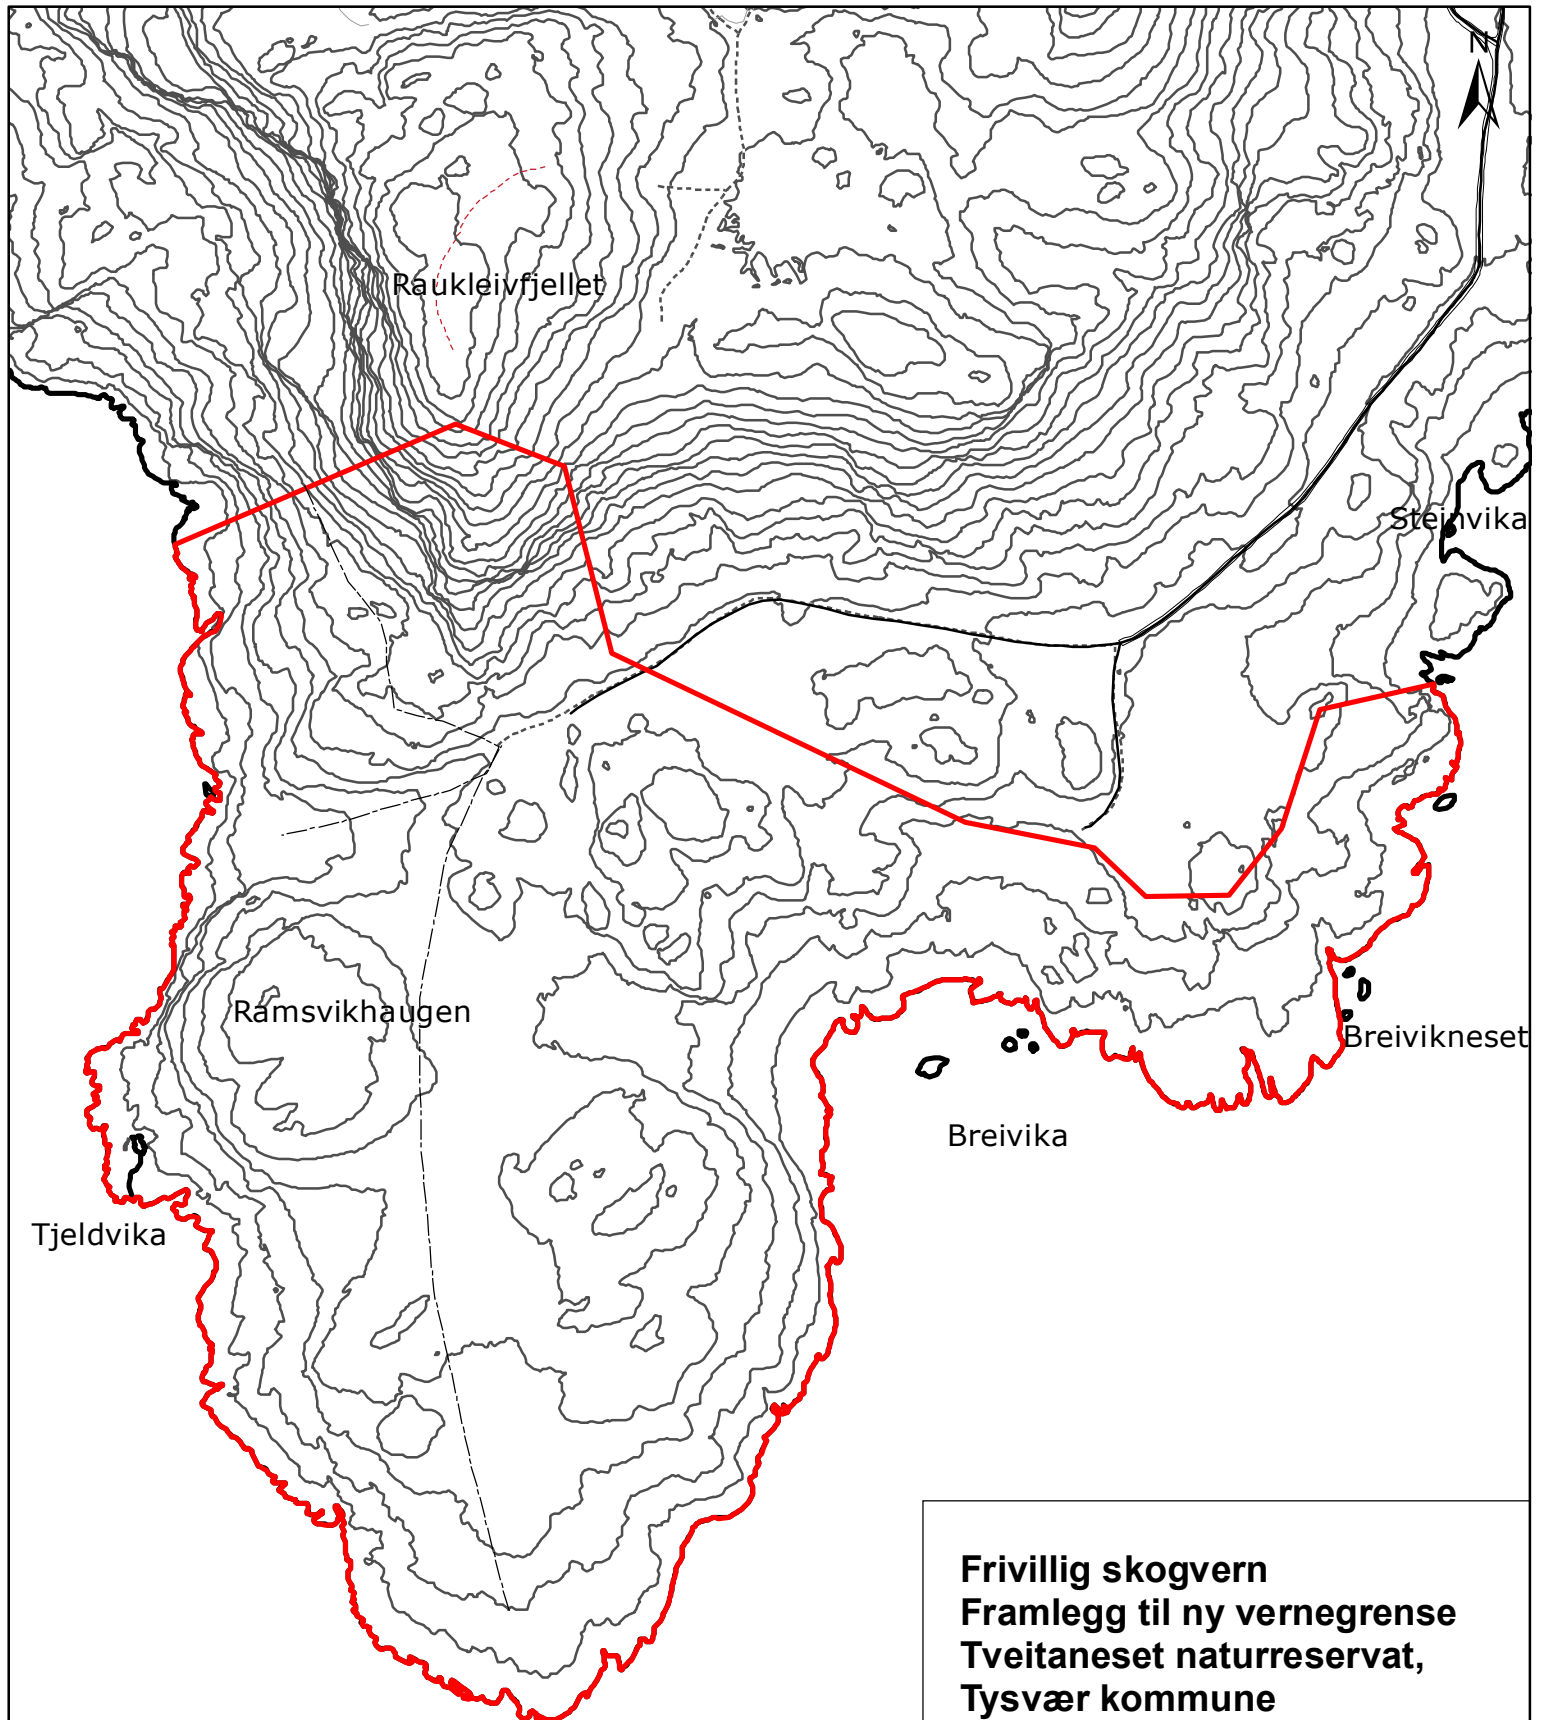 N
Raukleivfjellet
Steinvika
Ramsvikhaugen
Breivikneset
Breivika
Tjeldvika
Frivillig skogvern
Framlegg til ny vernegrense
Tveitaneset naturreservat,
Tysvær kommune